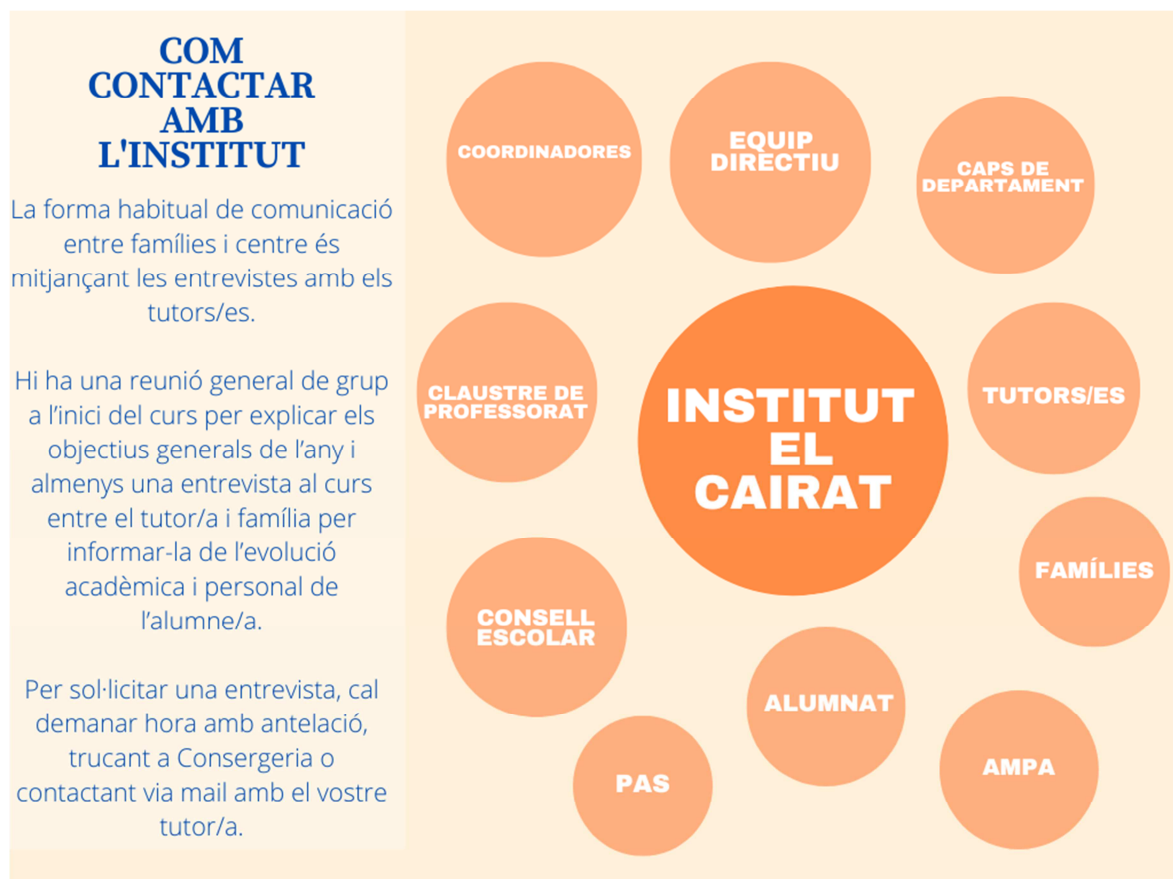 COM
CONTACTAR
AMB
L'INSTITUT
La forma habitual de comunicació
entre famílies i centre és
mitjançant les entrevistes amb els
tutors/es.
Hi ha una reunió general de grup
a l’inici del curs per explicar els
objectius generals de l’any i
almenys una entrevista al curs
entre el tutor/a i família per
informar-la de l’evolució
acadèmica i personal de
l’alumne/a.
Per sol·licitar una entrevista, cal
demanar hora amb antelació,
trucant a Consergeria o
contactant via mail amb el vostre
tutor/a.
COORDINADORES
EQUIP
DIRECTIU
CAPS DE
DEPARTAMENT
CLAUSTRE DE
PROFESSORAT
INSTITUT
EL
CAIRAT
TUTORS/ES
FAMÍLIES
CONSELL
ESCOLAR
ALUMNAT
PAS
AMPA